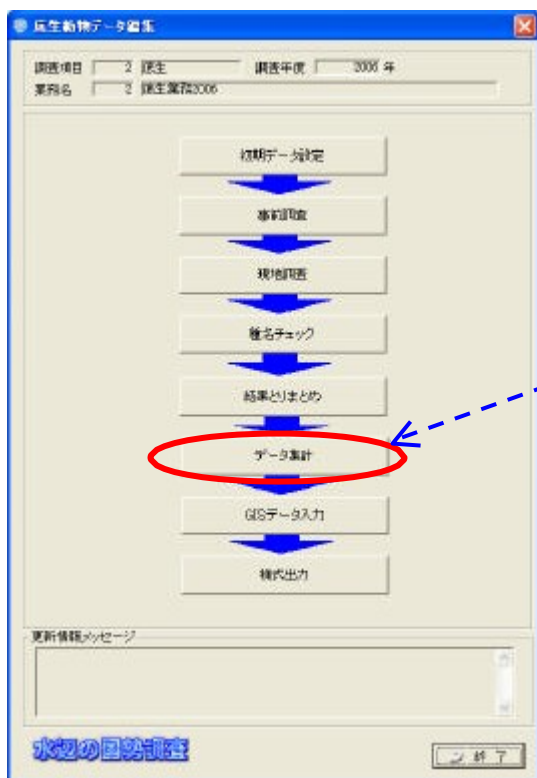 底生動物データ編集
調査項目 2 底生 調査年度 2006 年
業務名 2 底生業務2006
初期データ設定
事前調査
現地調査
種名チェック
結果とりまとめ
データ集計
GISデータ入力
様式出力
更新情報メッセージ
水辺の国勢調査
終了